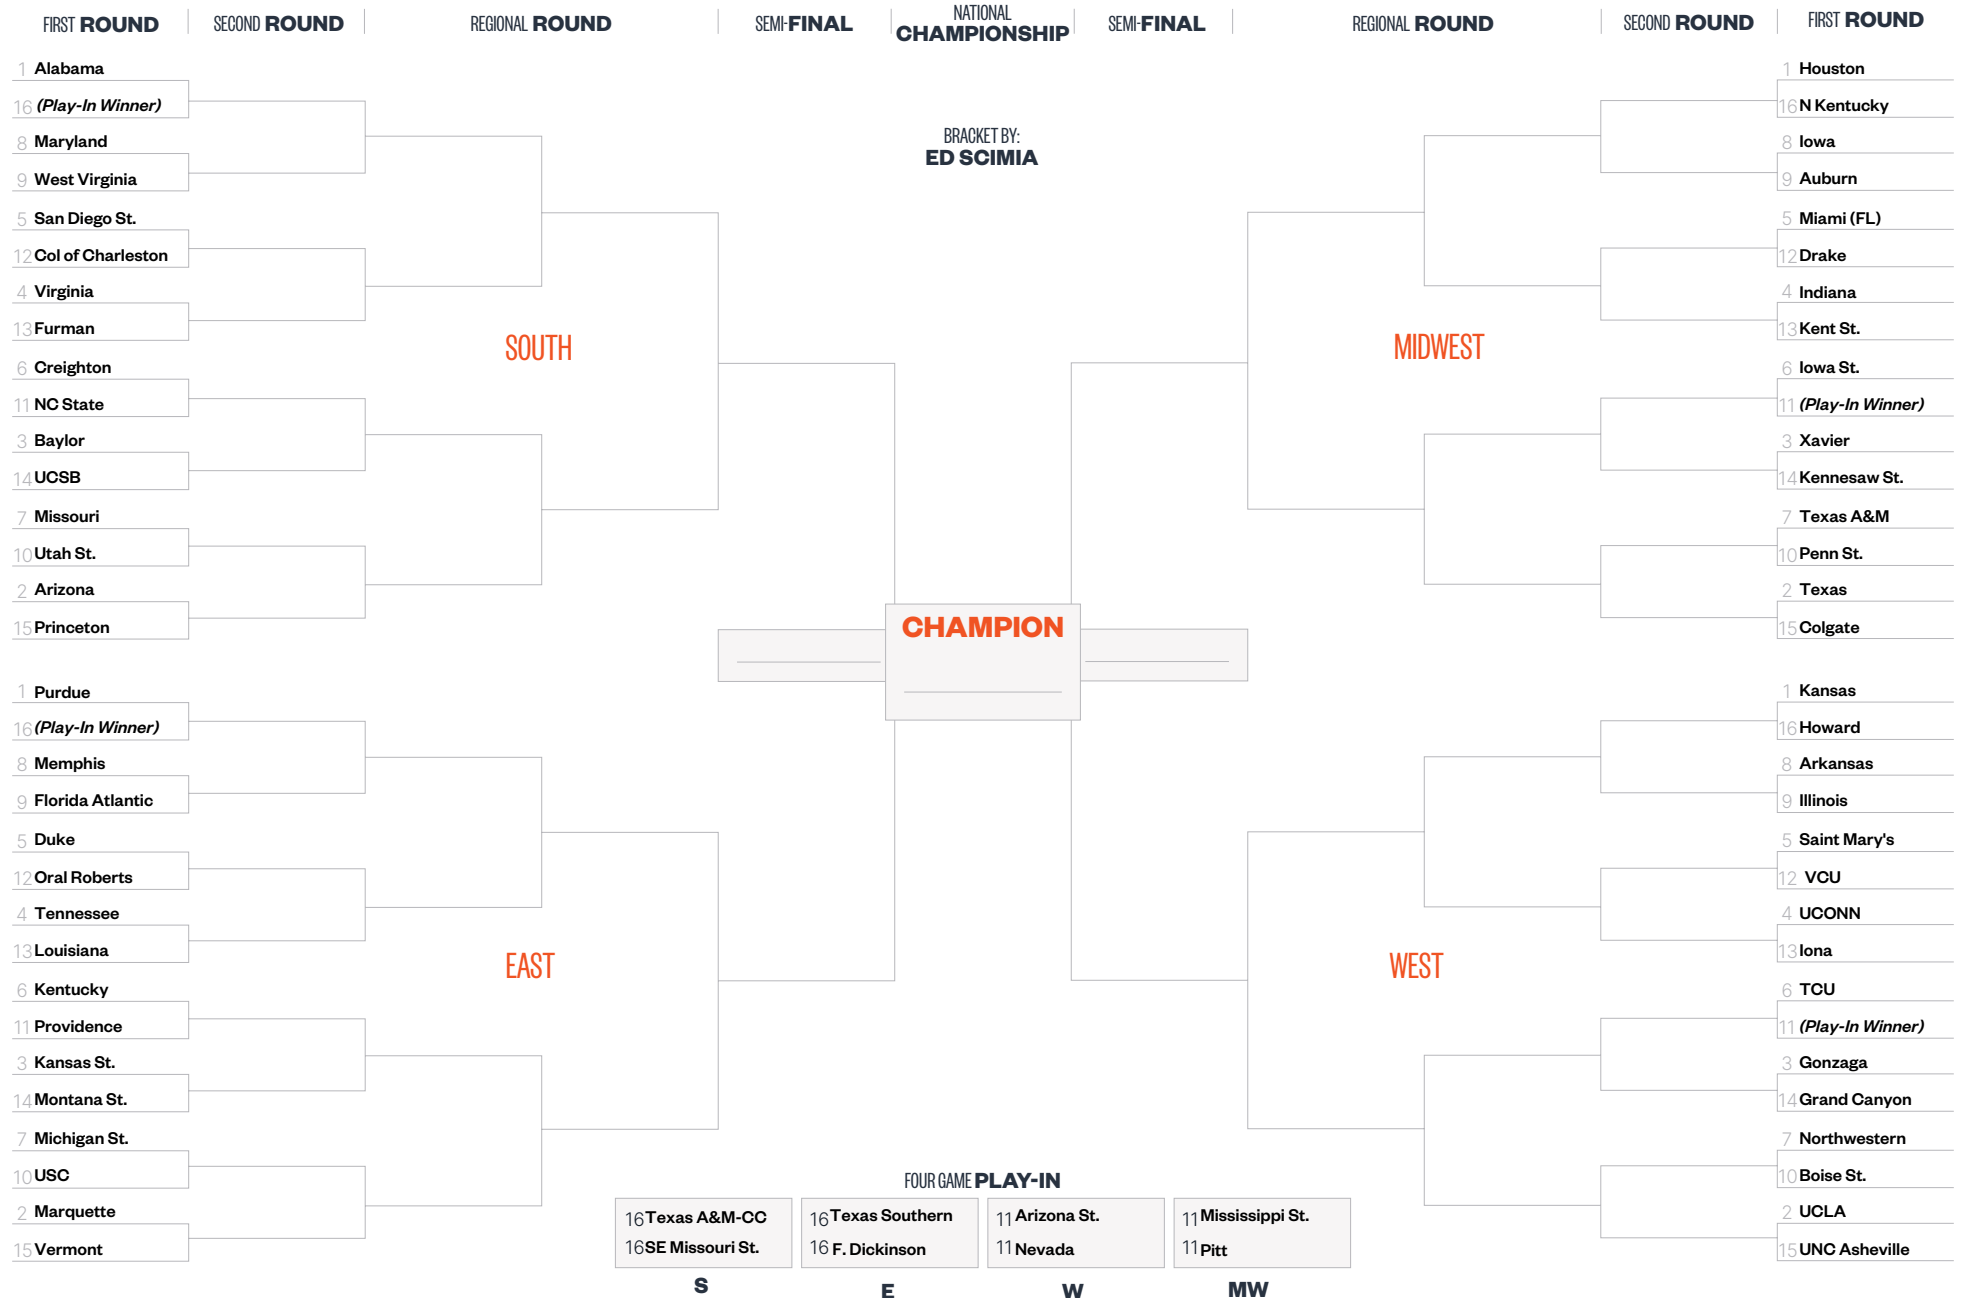 FIRST ROUND
SECOND ROUND
REGIONAL ROUND
SEMI-FINAL
NATIONAL
CHAMPIONSHIP
SEMI-FINAL
REGIONAL ROUND
SECOND ROUND
FIRST ROUND
1 Alabama
16 (Play-In Winner)
8 Maryland
9 West Virginia
5 San Diego St.
12 Col of Charleston
4 Virginia
13 Furman
6 Creighton
11 NC State
3 Baylor
14 UCSB
7 Missouri
10 Utah St.
2 Arizona
15 Princeton
SOUTH
1 Purdue
16 (Play-In Winner)
8 Memphis
9 Florida Atlantic
5 Duke
12 Oral Roberts
4 Tennessee
13 Louisiana
6 Kentucky
11 Providence
3 Kansas St.
14 Montana St.
7 Michigan St.
10 USC
2 Marquette
15 Vermont
EAST
BRACKET BY:
ED SCIMIA
CHAMPION
1 Houston
16 N Kentucky
8 Iowa
9 Auburn
5 Miami (FL)
12 Drake
4 Indiana
13 Kent St.
6 Iowa St.
11 (Play-In Winner)
3 Xavier
14 Kennesaw St.
7 Texas A&M
10 Penn St.
2 Texas
15 Colgate
MIDWEST
1 Kansas
16 Howard
8 Arkansas
9 Illinois
5 Saint Mary's
12 VCU
4 UCONN
13 Iona
6 TCU
11 (Play-In Winner)
3 Gonzaga
14 Grand Canyon
7 Northwestern
10 Boise St.
2 UCLA
15 UNC Asheville
WEST
FOUR GAME PLAY-IN
16 Texas A&M-CC
16 SE Missouri St.
S
16 Texas Southern
16 F. Dickinson
E
11 Arizona St.
11 Nevada
W
11 Mississippi St.
11 Pitt
MW